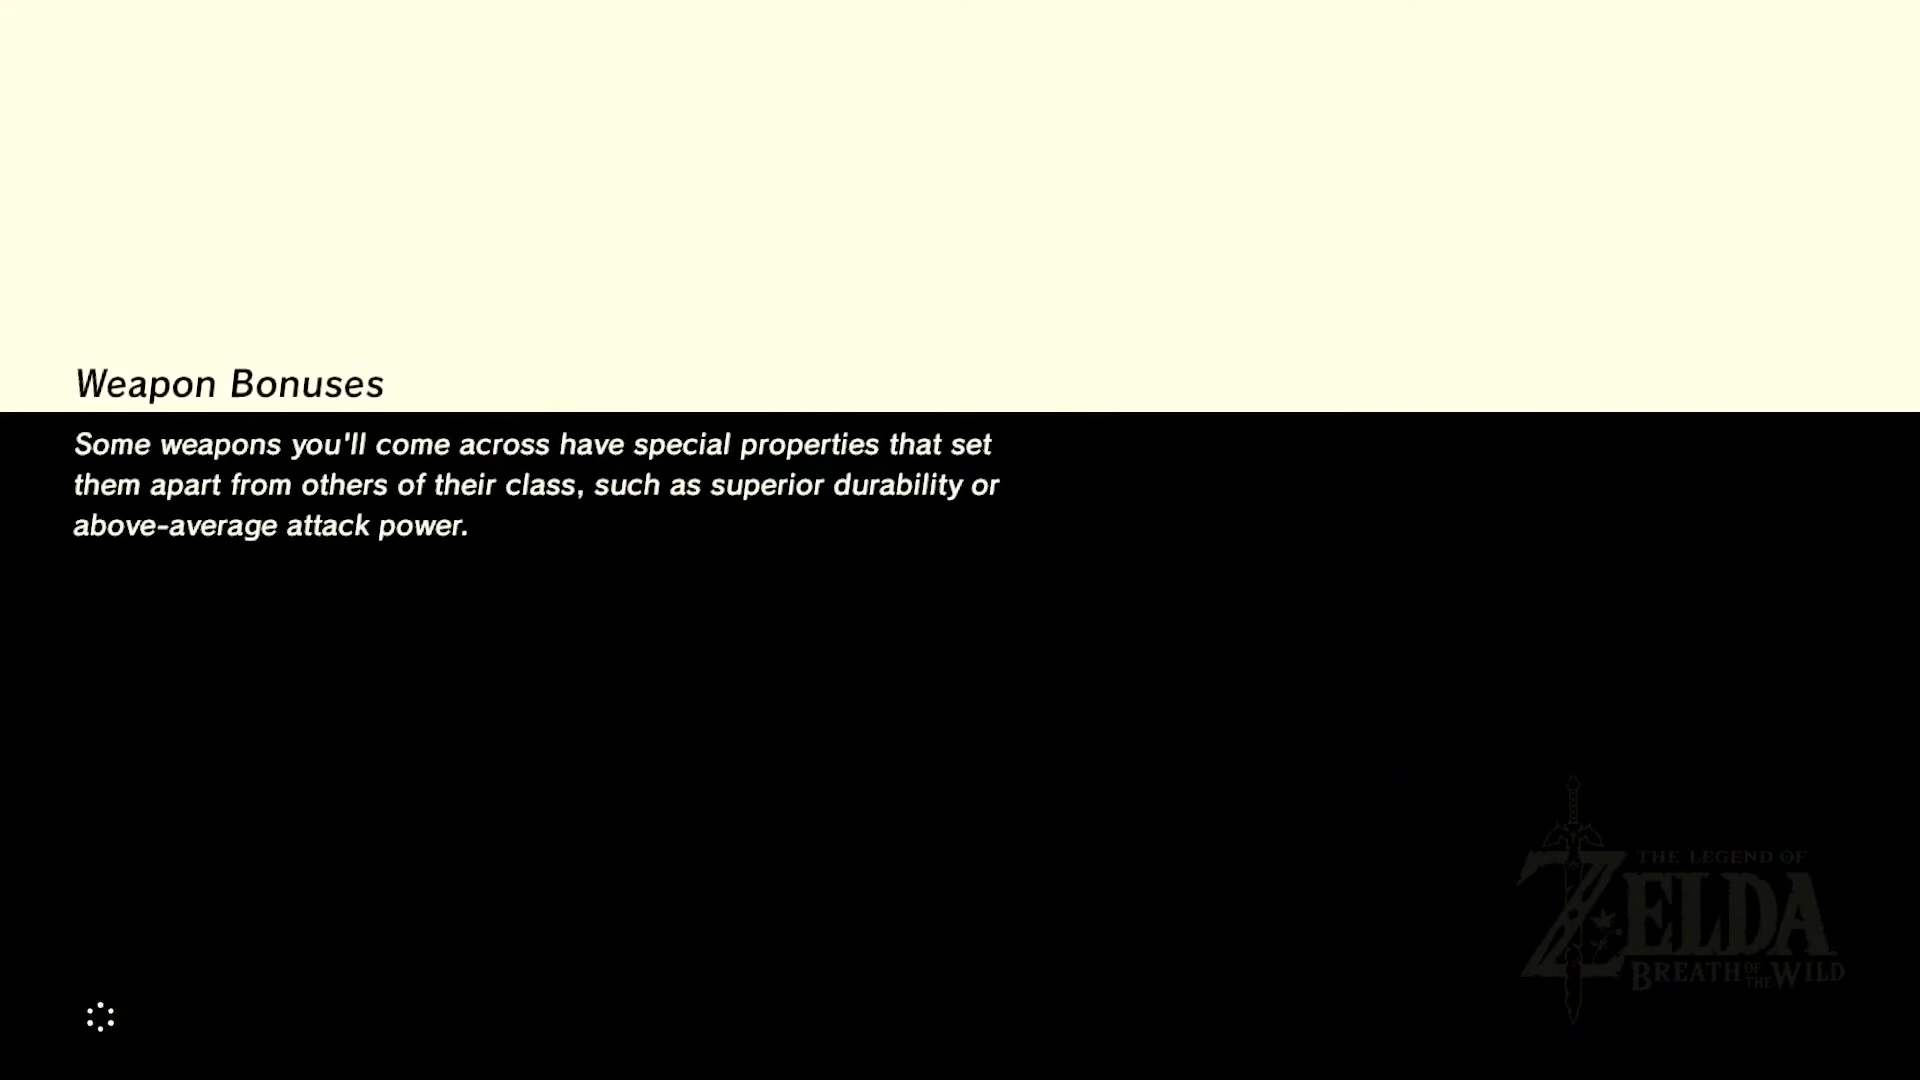 Weapon Bonuses
Some weapons you'll come across have special properties that set
them apart from others of their class, such as superior durability or
above-average attack power.
THE LEGEND OF
ZELDA
BREATH OF THE WILD